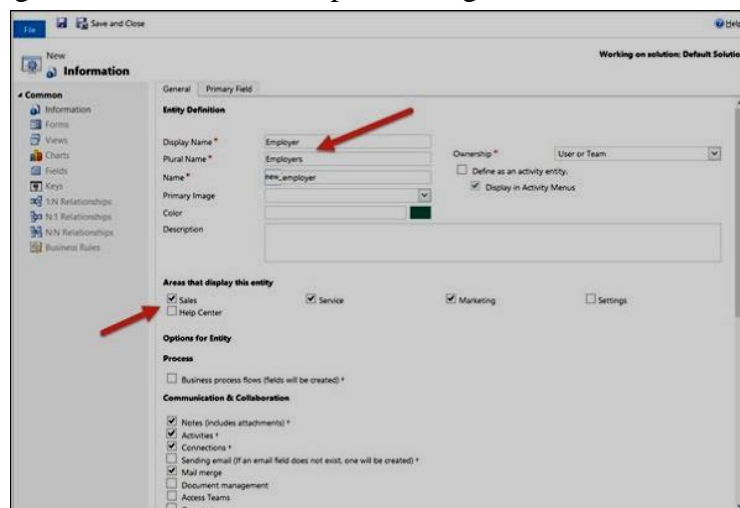 File
Save and Close
Help
New
Information
Working on solution: Default Solutio
Common
Information
Forms
Views
Charts
Fields
Keys
1:N Relationships
N:1 Relationships
N:N Relationships
Business Rules
General Primary Field
Entity Definition
Display Name * Employer
Plural Name * Employers
Name * new_employer
Primary Image
Color
Description
Ownership * User or Team
Define as an activity entity.
Display in Activity Menus
Areas that display this entity
Sales Service Marketing Settings
Help Center
Options for Entity
Process
Business process flows (fields will be created) +
Communication & Collaboration
Notes (includes attachments) +
Activities +
Connections +
Sending email (If an email field does not exist, one will be created) +
Mail merge
Document management
Access Teams